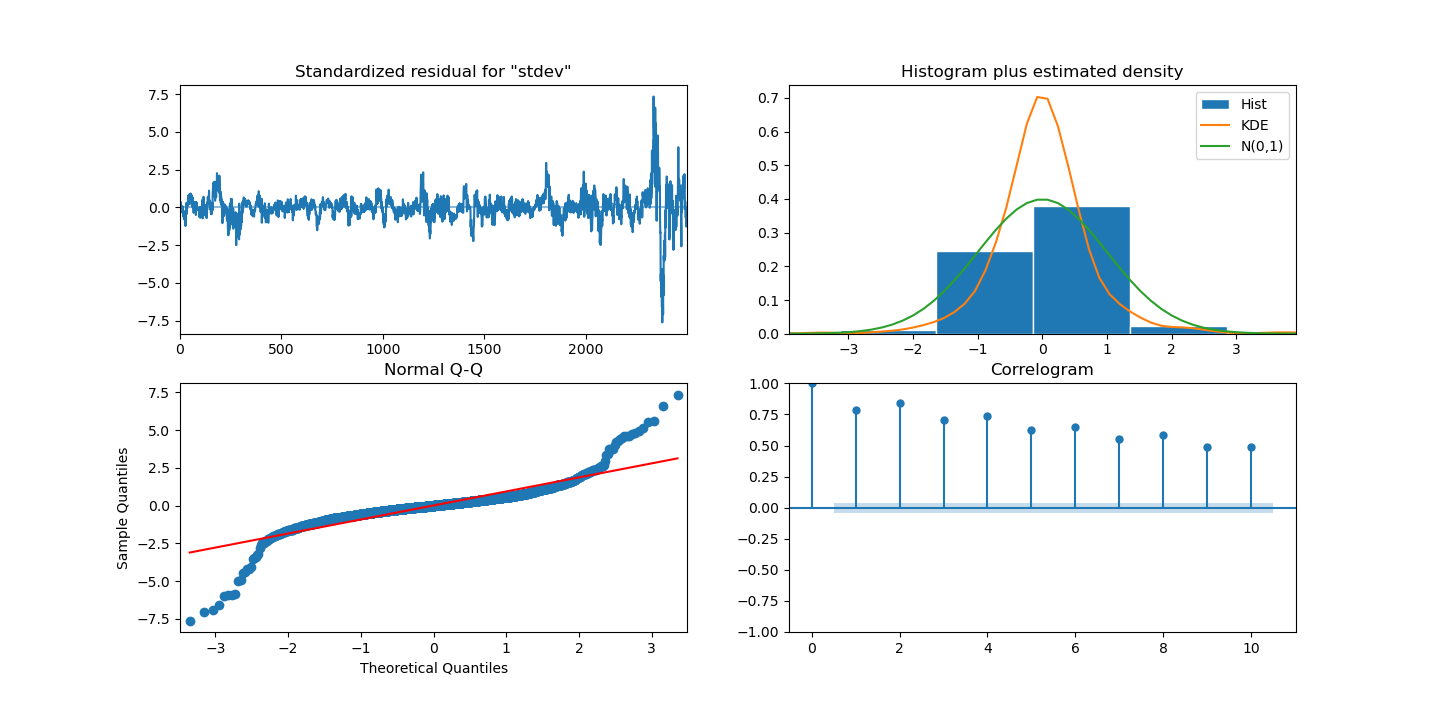 Standardized residual for "stdev"
7.5
5.0
2.5
0.0
−2.5
−5.0
−7.5
0 500 1000 1500 2000
Histogram plus estimated density
0.7
0.6
0.5
0.4
0.3
0.2
0.1
0.0
−3 −2 −1 0 1 2 3
Hist
KDE
N(0,1)
Normal Q-Q
Sample Quantiles
7.5
5.0
2.5
0.0
−2.5
−5.0
−7.5
−3 −2 −1 0 1 2 3
Theoretical Quantiles
Correlogram
1.00
0.75
0.50
0.25
0.00
−0.25
−0.50
−0.75
−1.00
0 2 4 6 8 10